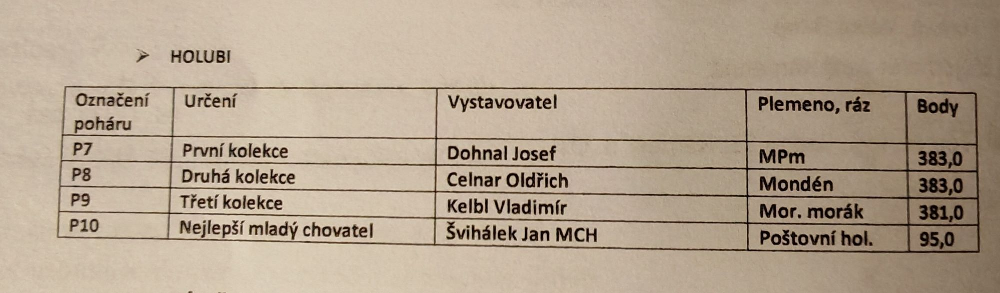 ➢ HOLUBI
Označení poháru Určení Vystavovatel Plemeno, ráz Body
P7 První kolekce Dohnal Josef MPm 383,0
P8 Druhá kolekce Celnar Oldřich Mondén 383,0
P9 Třetí kolekce Kelbl Vladimír Mor. morák 381,0
P10 Nejlepší mladý chovatel Švihálek Jan MCH Poštovní hol. 95,0